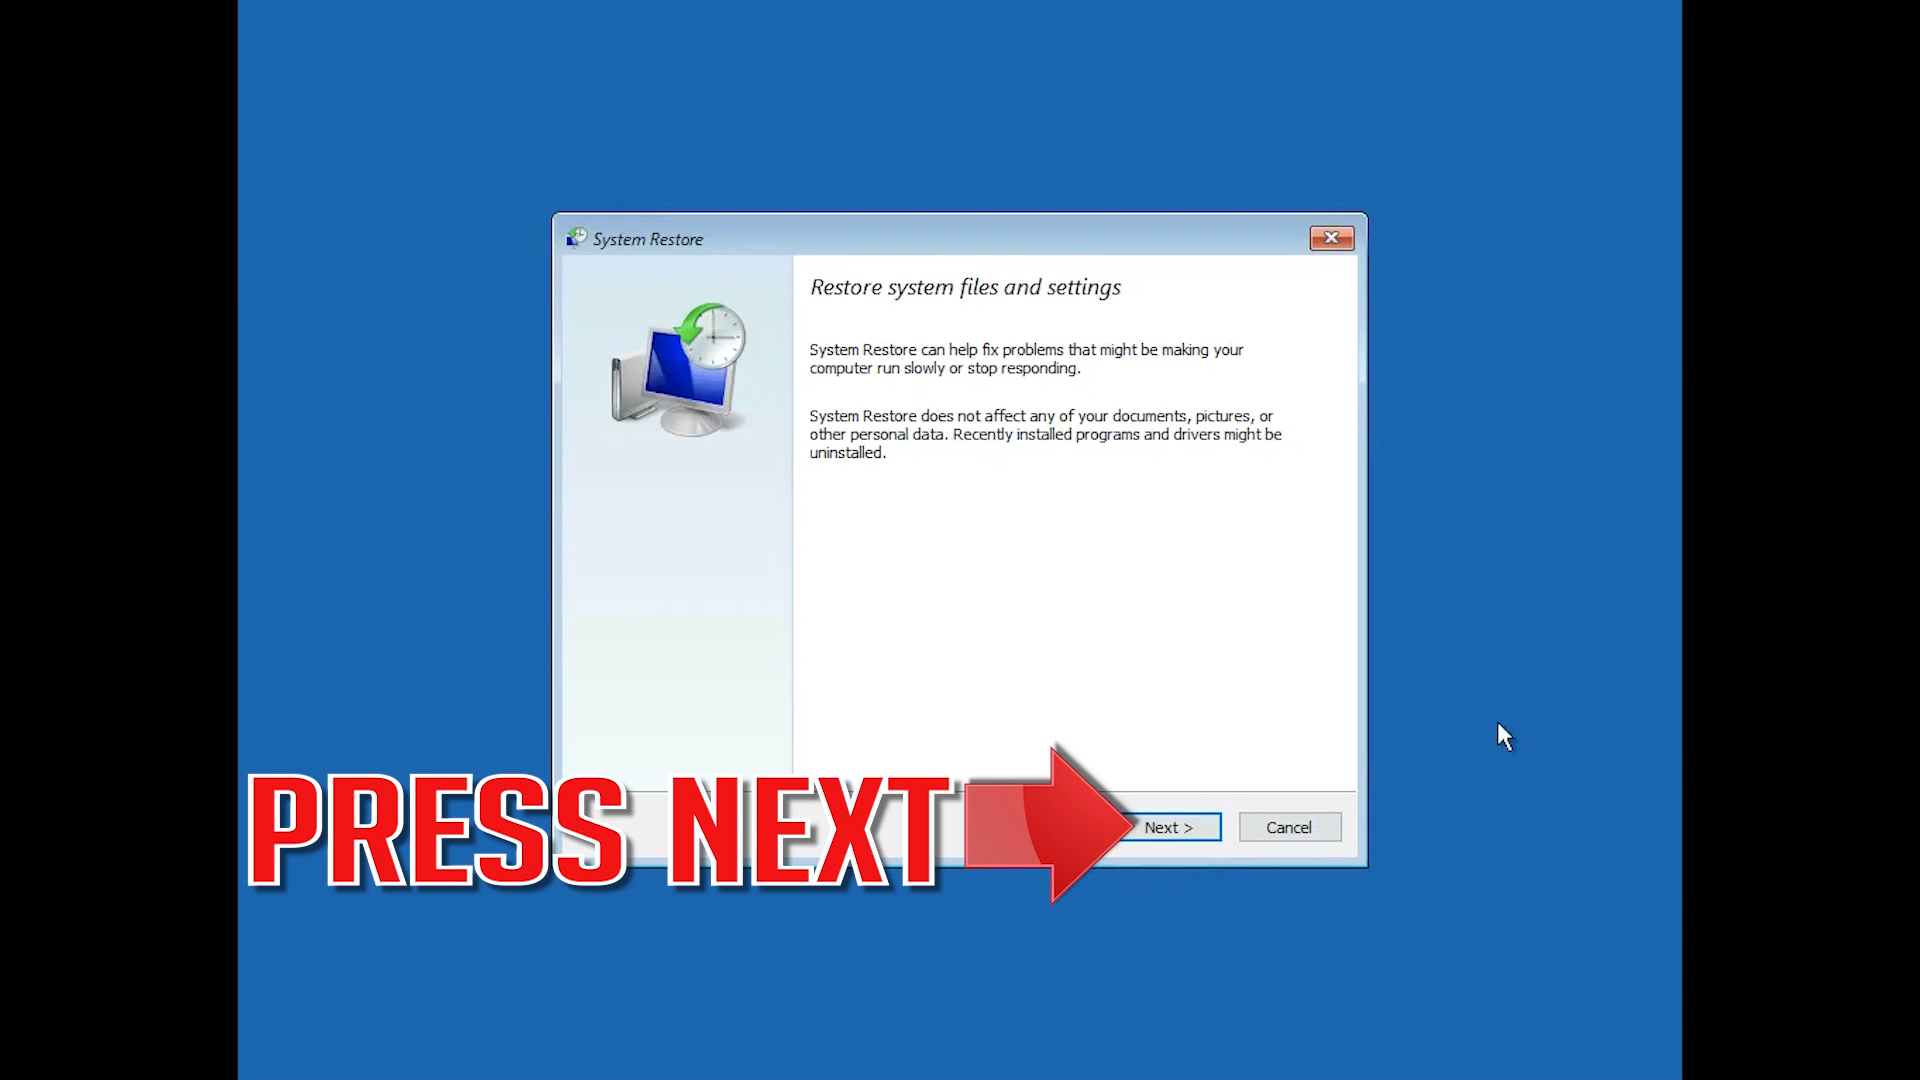 System Restore
Restore system files and settings
System Restore can help fix problems that might be making your
computer run slowly or stop responding.
System Restore does not affect any of your documents, pictures, or
other personal data. Recently installed programs and drivers might be
uninstalled.
PRESS NEXT
Next >
Cancel